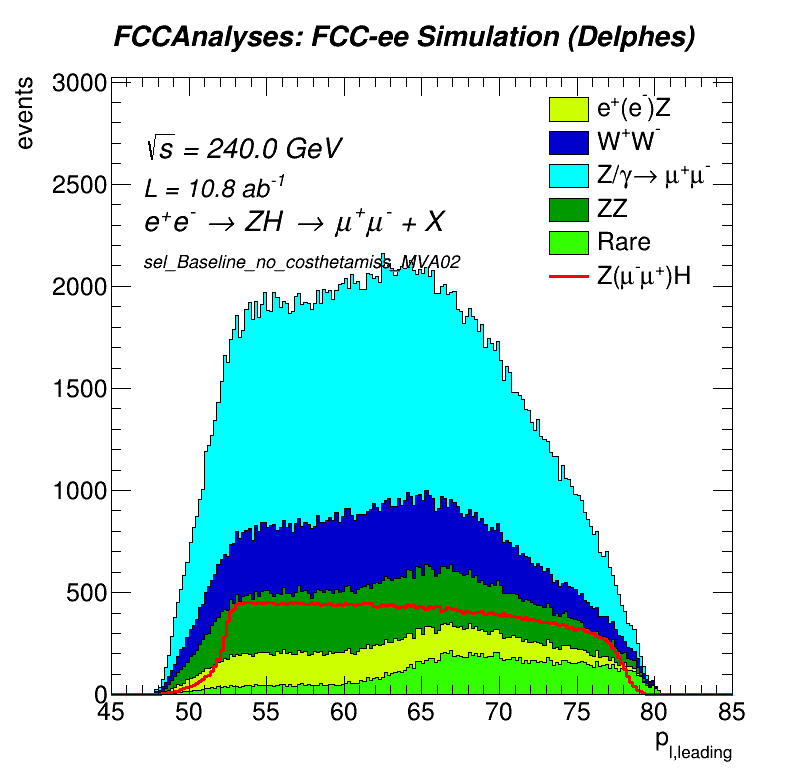 FCCAnalyses: FCC-ee Simulation (Delphes)
events
3000
2500
2000
1500
1000
500
0
√s = 240.0 GeV
L = 10.8 ab⁻¹
e⁺e⁻ → ZH → μ⁺μ⁻ + X
sel_Baseline_no_costhetamiss_MVA02
e⁺(e⁻)Z
W⁺W⁻
Z/γ→ μ⁺μ⁻
ZZ
Rare
Z(μ⁻μ⁺)H
45 50 55 60 65 70 75 80 85
p_l,leading